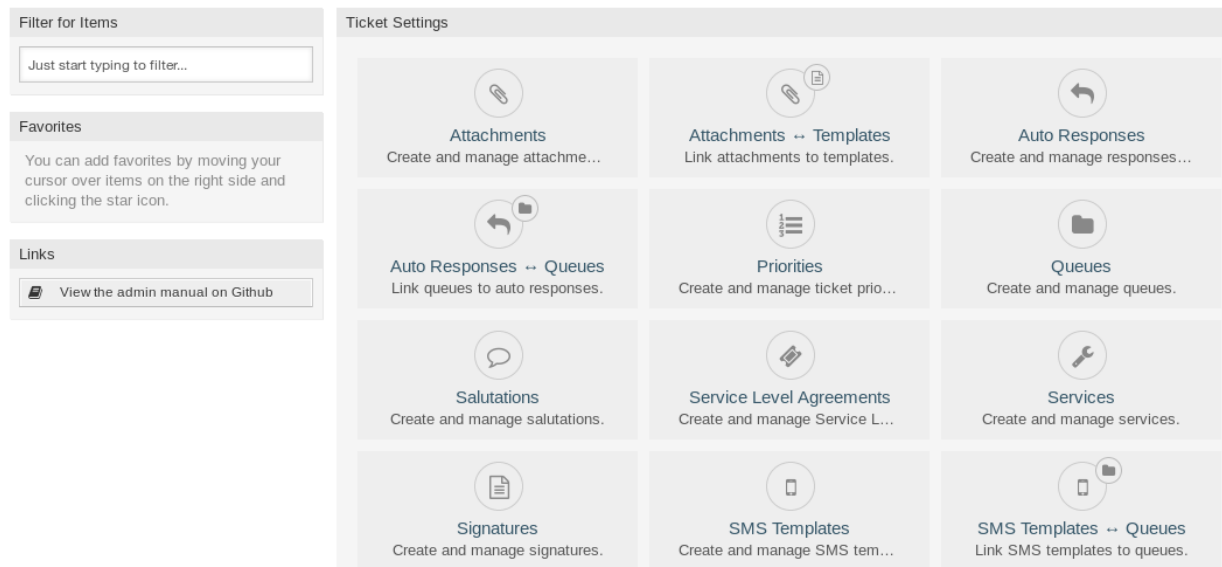 Filter for Items
Just start typing to filter...
Favorites
You can add favorites by moving your
cursor over items on the right side and
clicking the star icon.
Links
View the admin manual on Github
Ticket Settings
Attachments
Create and manage attachme…
Attachments ↔ Templates
Link attachments to templates.
Auto Responses
Create and manage responses…
Auto Responses ↔ Queues
Link queues to auto responses.
Priorities
Create and manage ticket prio…
Queues
Create and manage queues.
Salutations
Create and manage salutations.
Service Level Agreements
Create and manage Service L…
Services
Create and manage services.
Signatures
Create and manage signatures.
SMS Templates
Create and manage SMS tem…
SMS Templates ↔ Queues
Link SMS templates to queues.